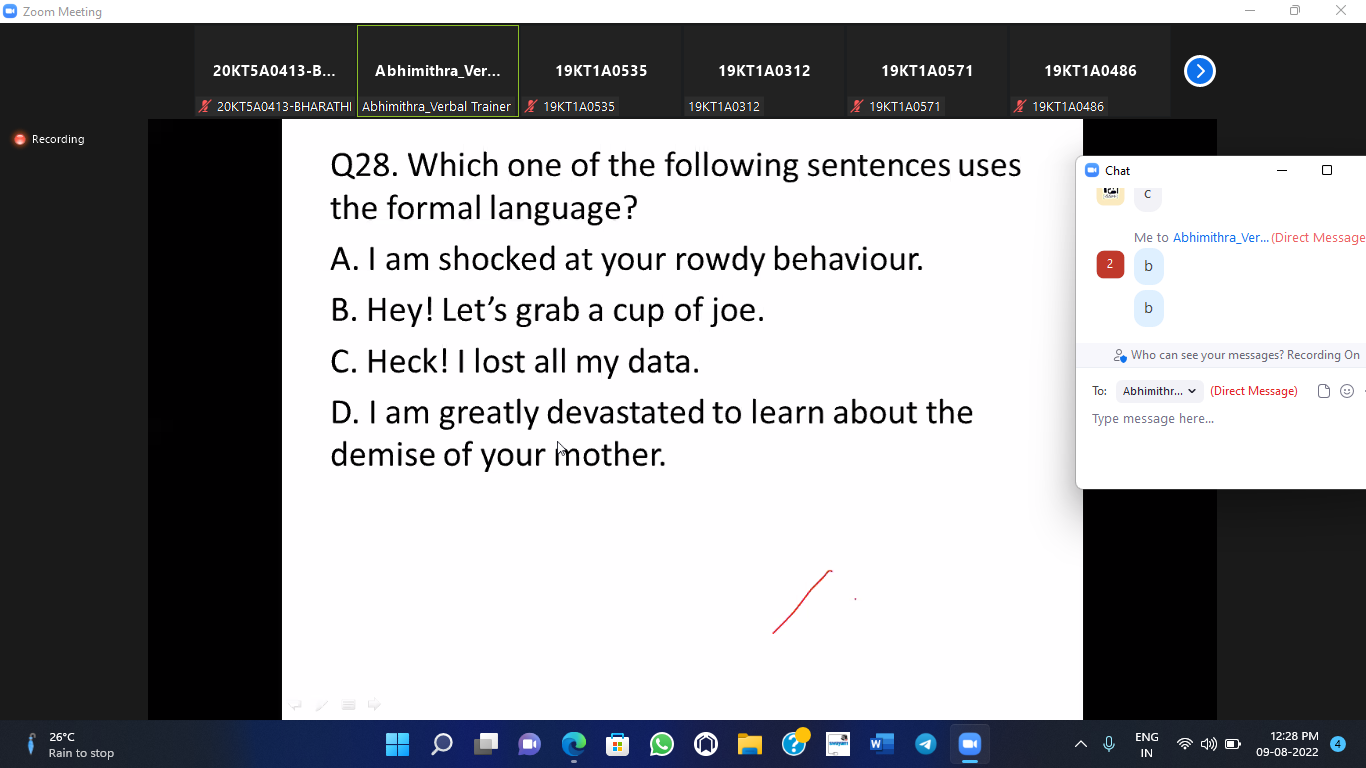 Zoom Meeting
20KT5A0413-B...
Abhimithra_Ver...
19KT1A0535
19KT1A0312
19KT1A0571
19KT1A0486
20KT5A0413-BHARATHI
Abhimithra_Verbal Trainer
19KT1A0535
19KT1A0312
19KT1A0571
19KT1A0486
Recording
Q28. Which one of the following sentences uses
the formal language?
A. I am shocked at your rowdy behaviour.
B. Hey! Let’s grab a cup of joe.
C. Heck! I lost all my data.
D. I am greatly devastated to learn about the
demise of your mother.
Chat
c
Me to Abhimithra_Ver... (Direct Message
2
b
b
Who can see your messages? Recording On
To: Abhimithr... (Direct Message)
Type message here...
26°C
Rain to stop
ENG
IN
12:28 PM
09-08-2022
4